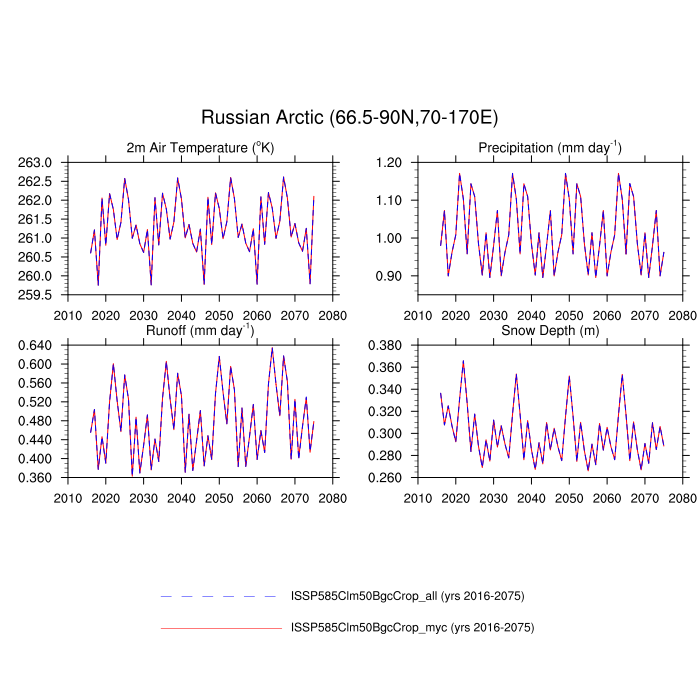 Russian Arctic (66.5-90N,70-170E)
2m Air Temperature (°K)
Precipitation (mm day⁻¹)
263.0
262.5
262.0
261.5
261.0
260.5
260.0
259.5
2010 2020 2030 2040 2050 2060 2070 2080
1.20
1.10
1.00
0.90
2010 2020 2030 2040 2050 2060 2070 2080
Runoff (mm day⁻¹)
Snow Depth (m)
0.640
0.600
0.560
0.520
0.480
0.440
0.400
0.360
2010 2020 2030 2040 2050 2060 2070 2080
0.380
0.360
0.340
0.320
0.300
0.280
0.260
2010 2020 2030 2040 2050 2060 2070 2080
ISSP585Clm50BgcCrop_all (yrs 2016-2075)
ISSP585Clm50BgcCrop_myc (yrs 2016-2075)